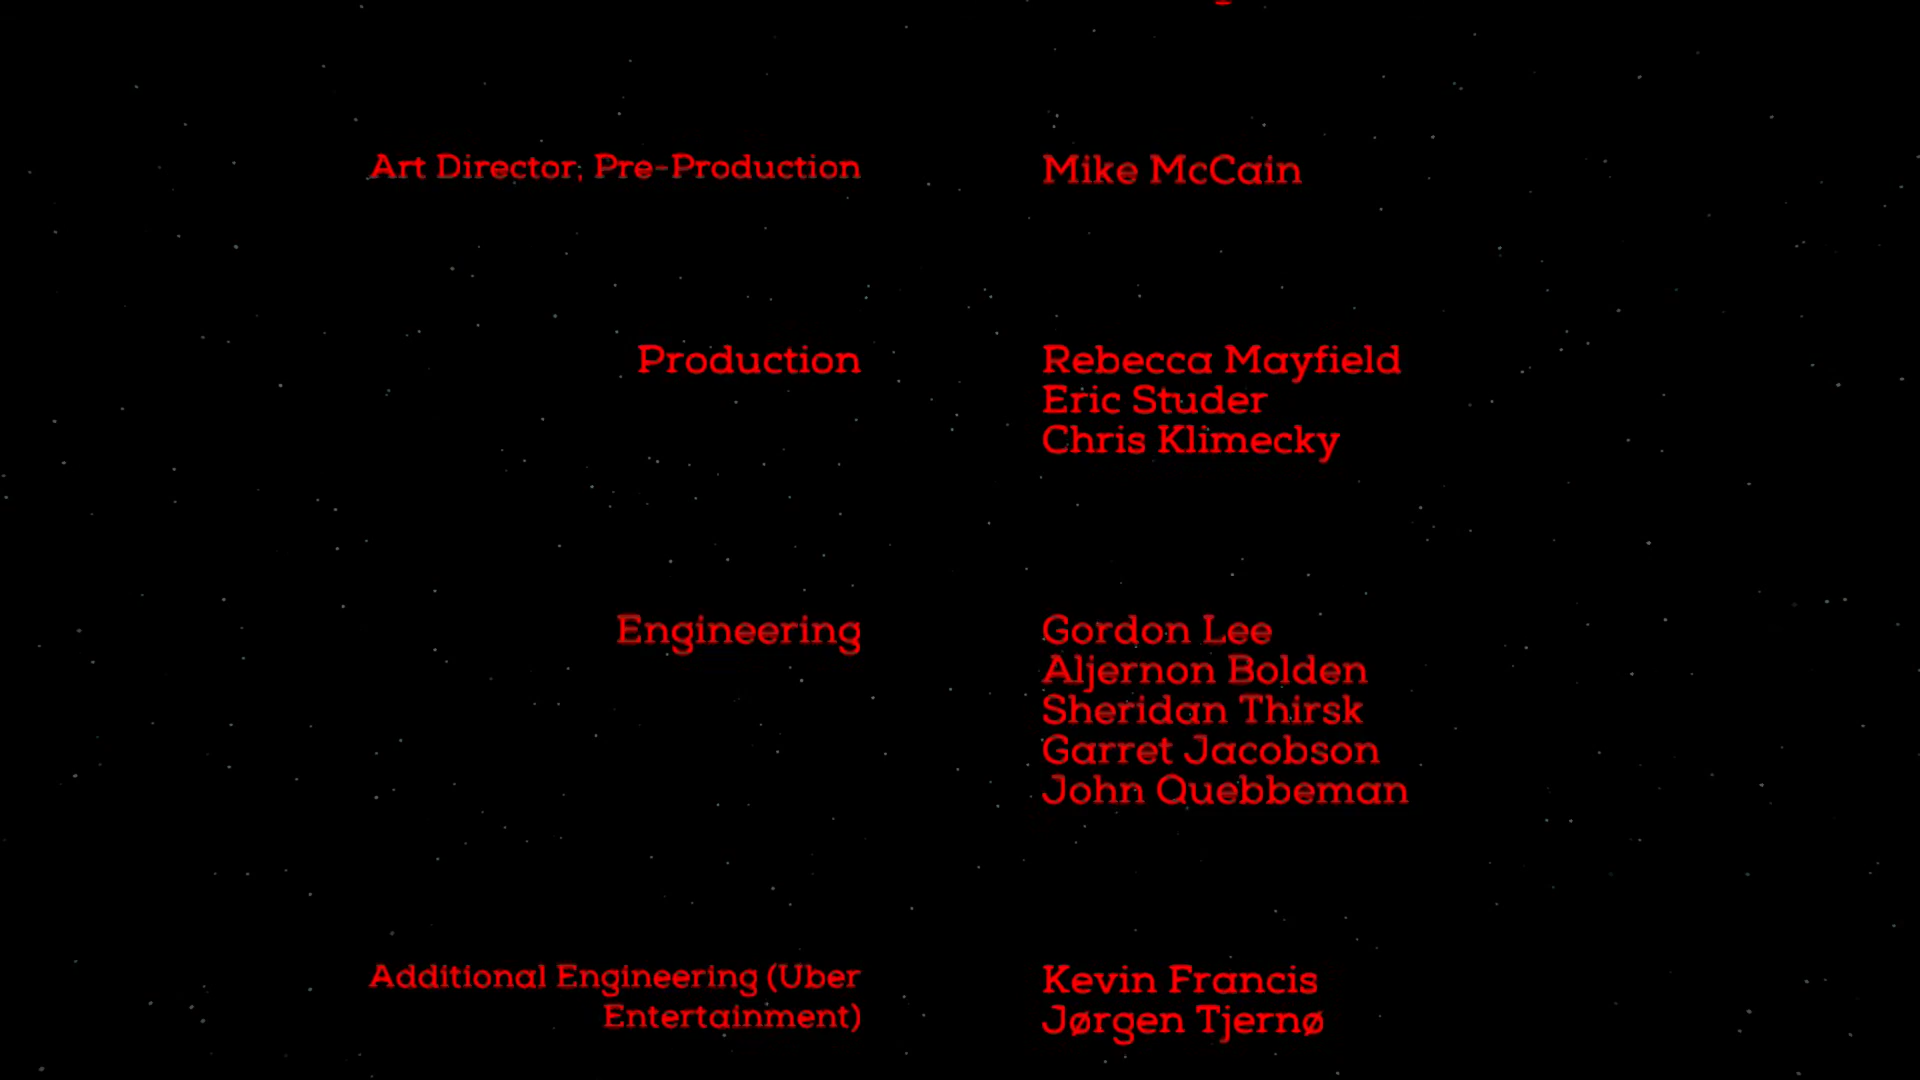 Art Director, Pre-Production
Mike McCain
Production
Rebecca Mayfield
Eric Studer
Chris Klimecky
Engineering
Gordon Lee
Aljernon Bolden
Sheridan Thirsk
Garret Jacobson
John Quebbeman
Additional Engineering (Uber
Entertainment)
Kevin Francis
Jørgen Tjernø